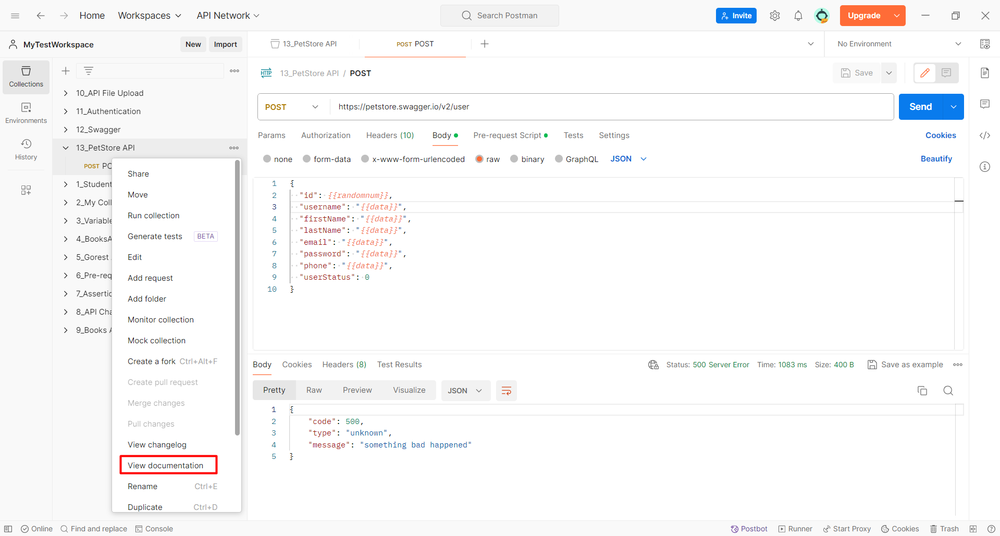 Home Workspaces API Network Search Postman Invite Upgrade
MyTestWorkspace New Import 13_PetStore API POST POST No Environment
13_PetStore API / POST Save
Collections
Environments
History
10_API File Upload
11_Authentication
12_Swagger
13_PetStore API
POST PO
1_Student
2_My Coll
3_Variable
4_BooksA
5_Gorest
6_Pre-req
7_Assertio
8_API Cha
9_Books A
Share
Move
Run collection
Generate tests BETA
Edit
Add request
Add folder
Monitor collection
Mock collection
Create a fork Ctrl+Alt+F
Create pull request
Merge changes
Pull changes
View changelog
View documentation
Rename Ctrl+E
Duplicate Ctrl+D
POST https://petstore.swagger.io/v2/user Send
Params Authorization Headers (10) Body Pre-request Script Tests Settings Cookies
none form-data x-www-form-urlencoded raw binary GraphQL JSON Beautify
1 {
2 "id": {{randomnum}},
3 "username": "{{data}}",
4 "firstName": "{{data}}",
5 "lastName": "{{data}}",
6 "email": "{{data}}",
7 "password": "{{data}}",
8 "phone": "{{data}}",
9 "userStatus": 0
10 }
Body Cookies Headers (8) Test Results Status: 500 Server Error Time: 1083 ms Size: 400 B Save as example
Pretty Raw Preview Visualize JSON
1 {
2 "code": 500,
3 "type": "unknown",
4 "message": "something bad happened"
5 }
Online Find and replace Console Postbot Runner Start Proxy Cookies Trash